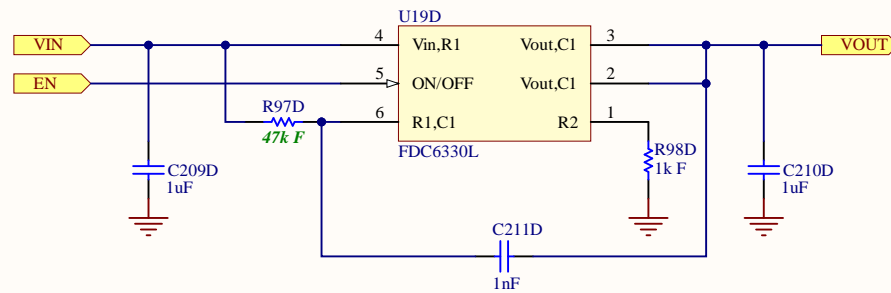 U19D
VIN
4
Vin,R1
Vout,C1
3
VOUT
EN
5
ON/OFF
Vout,C1
2
R97D
47k F
6
R1,C1
R2
1
FDC6330L
R98D
1k F
C209D
1uF
C210D
1uF
C211D
1nF